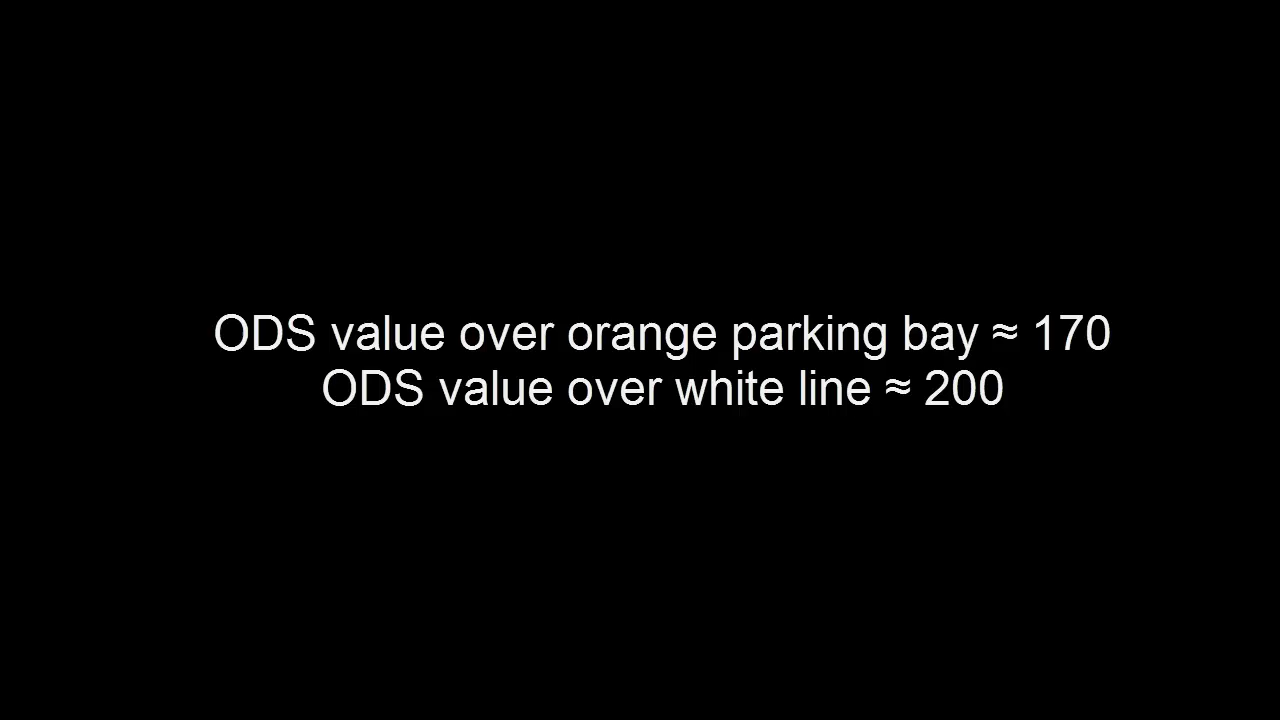 ODS value over orange parking bay ≈ 170
ODS value over white line ≈ 200